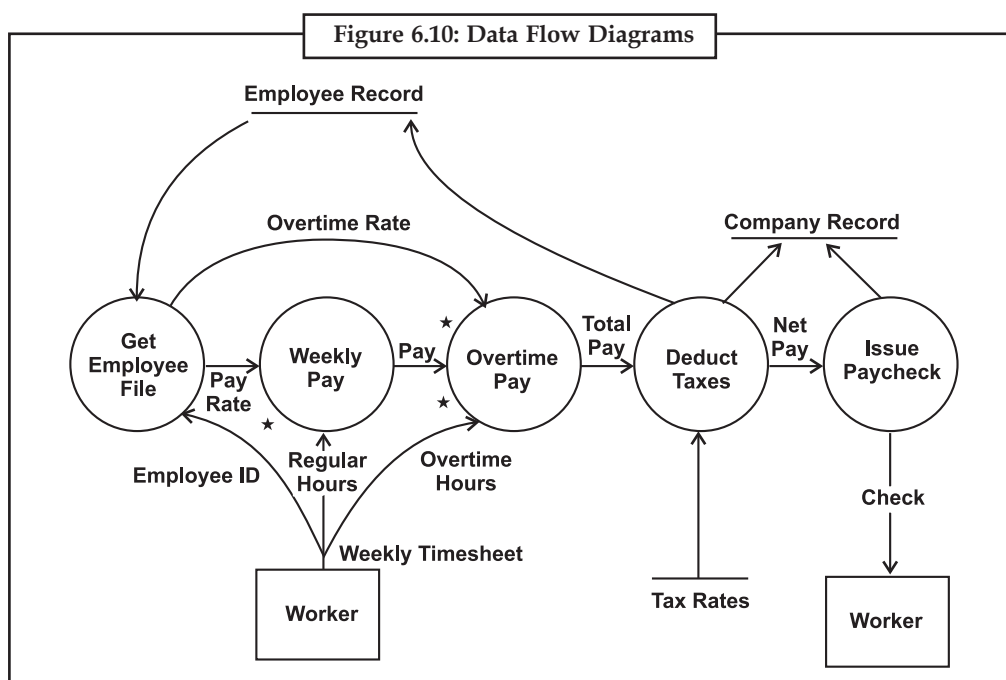 Figure 6.10: Data Flow Diagrams
Employee Record
Overtime Rate
Company Record
Get
Employee
File
Pay
Rate
Weekly
Pay
Pay
Overtime
Pay
Total
Pay
Deduct
Taxes
Net
Pay
Issue
Paycheck
Employee ID
Regular
Hours
Overtime
Hours
Check
Weekly Timesheet
Worker
Tax Rates
Worker